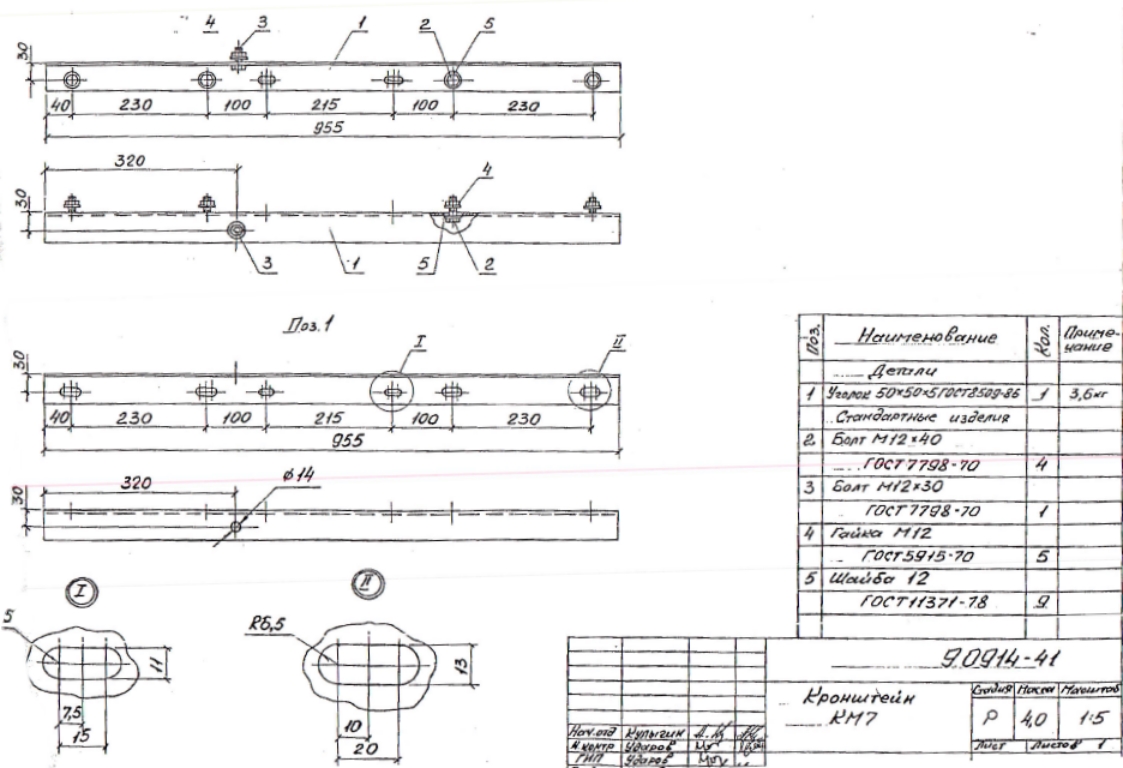 4 3 1 2 5
30
40 230 100 215 100 230
955
320
4
30
3 1 5 2
Поз.1
I II
30
40 230 100 215 100 230
955
320 ϕ14
30
I II
5 11
7,5
15
R6,5 13
10
20
Поз. Наименование Кол. Приме-
чание
Детали
1 Уголок 50×50×5 ГОСТ 8509-86 1 3,6кг
Стандартные изделия
2 Болт М12×40
ГОСТ 7798-70 4
3 Болт М12×30
ГОСТ 7798-70 1
4 Гайка М12
ГОСТ 5915-70 5
5 Шайба 12
ГОСТ 11371-78 9
90914-41
Кронштейн
КМ7
Стадия Масса Масштаб
Р 4,0 1:5
Лист Листов 1
Нач.отд Кулыгин
Н.контр Ударов
ГИП Ударов